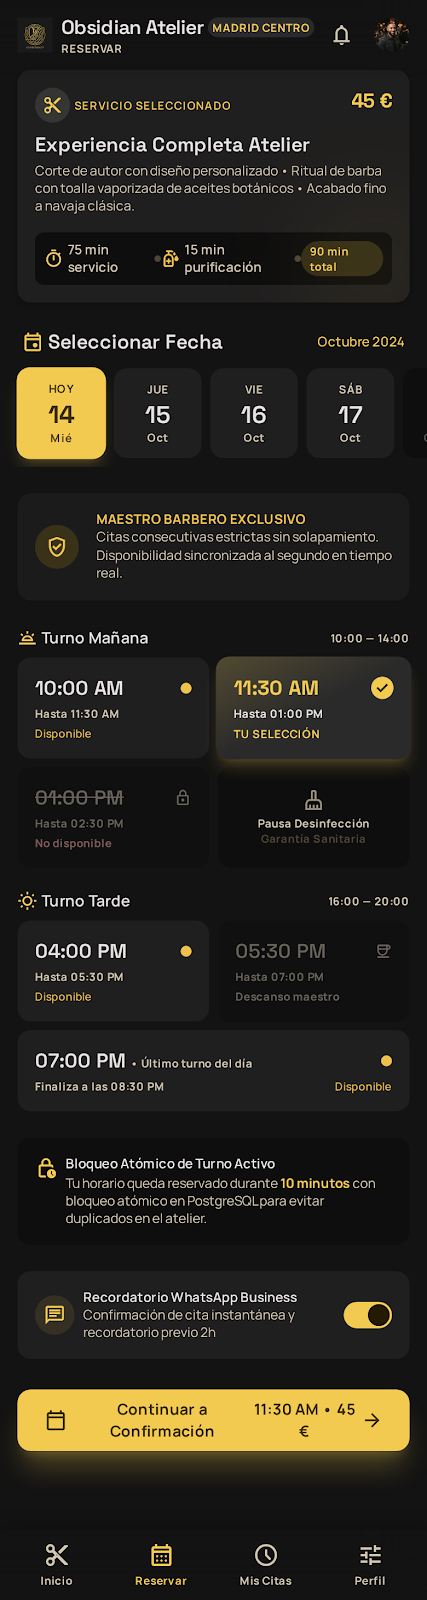 Obsidian Atelier MADRID CENTRO
RESERVAR
SERVICIO SELECCIONADO 45 €
Experiencia Completa Atelier
Corte de autor con diseño personalizado • Ritual de barba
con toalla vaporizada de aceites botánicos • Acabado fino
a navaja clásica.
75 min
servicio
15 min
purificación
90 min
total
Seleccionar Fecha Octubre 2024
HOY
14
Mié
JUE
15
Oct
VIE
16
Oct
SÁB
17
Oct
MAESTRO BARBERO EXCLUSIVO
Citas consecutivas estrictas sin solapamiento.
Disponibilidad sincronizada al segundo en tiempo
real.
Turno Mañana 10:00 — 14:00
10:00 AM
Hasta 11:30 AM
Disponible
11:30 AM
Hasta 01:00 PM
TU SELECCIÓN
01:00 PM
Hasta 02:30 PM
No disponible
Pausa Desinfección
Garantía Sanitaria
Turno Tarde 16:00 — 20:00
04:00 PM
Hasta 05:30 PM
Disponible
05:30 PM
Hasta 07:00 PM
Descanso maestro
07:00 PM • Último turno del día
Finaliza a las 08:30 PM Disponible
Bloqueo Atómico de Turno Activo
Tu horario queda reservado durante 10 minutos con
bloqueo atómico en PostgreSQLpara evitar
duplicados en el atelier.
Recordatorio WhatsApp Business
Confirmación de cita instantánea y
recordatorio previo 2h
Continuar a
Confirmación
11:30 AM • 45
€
Inicio Reservar Mis Citas Perfil